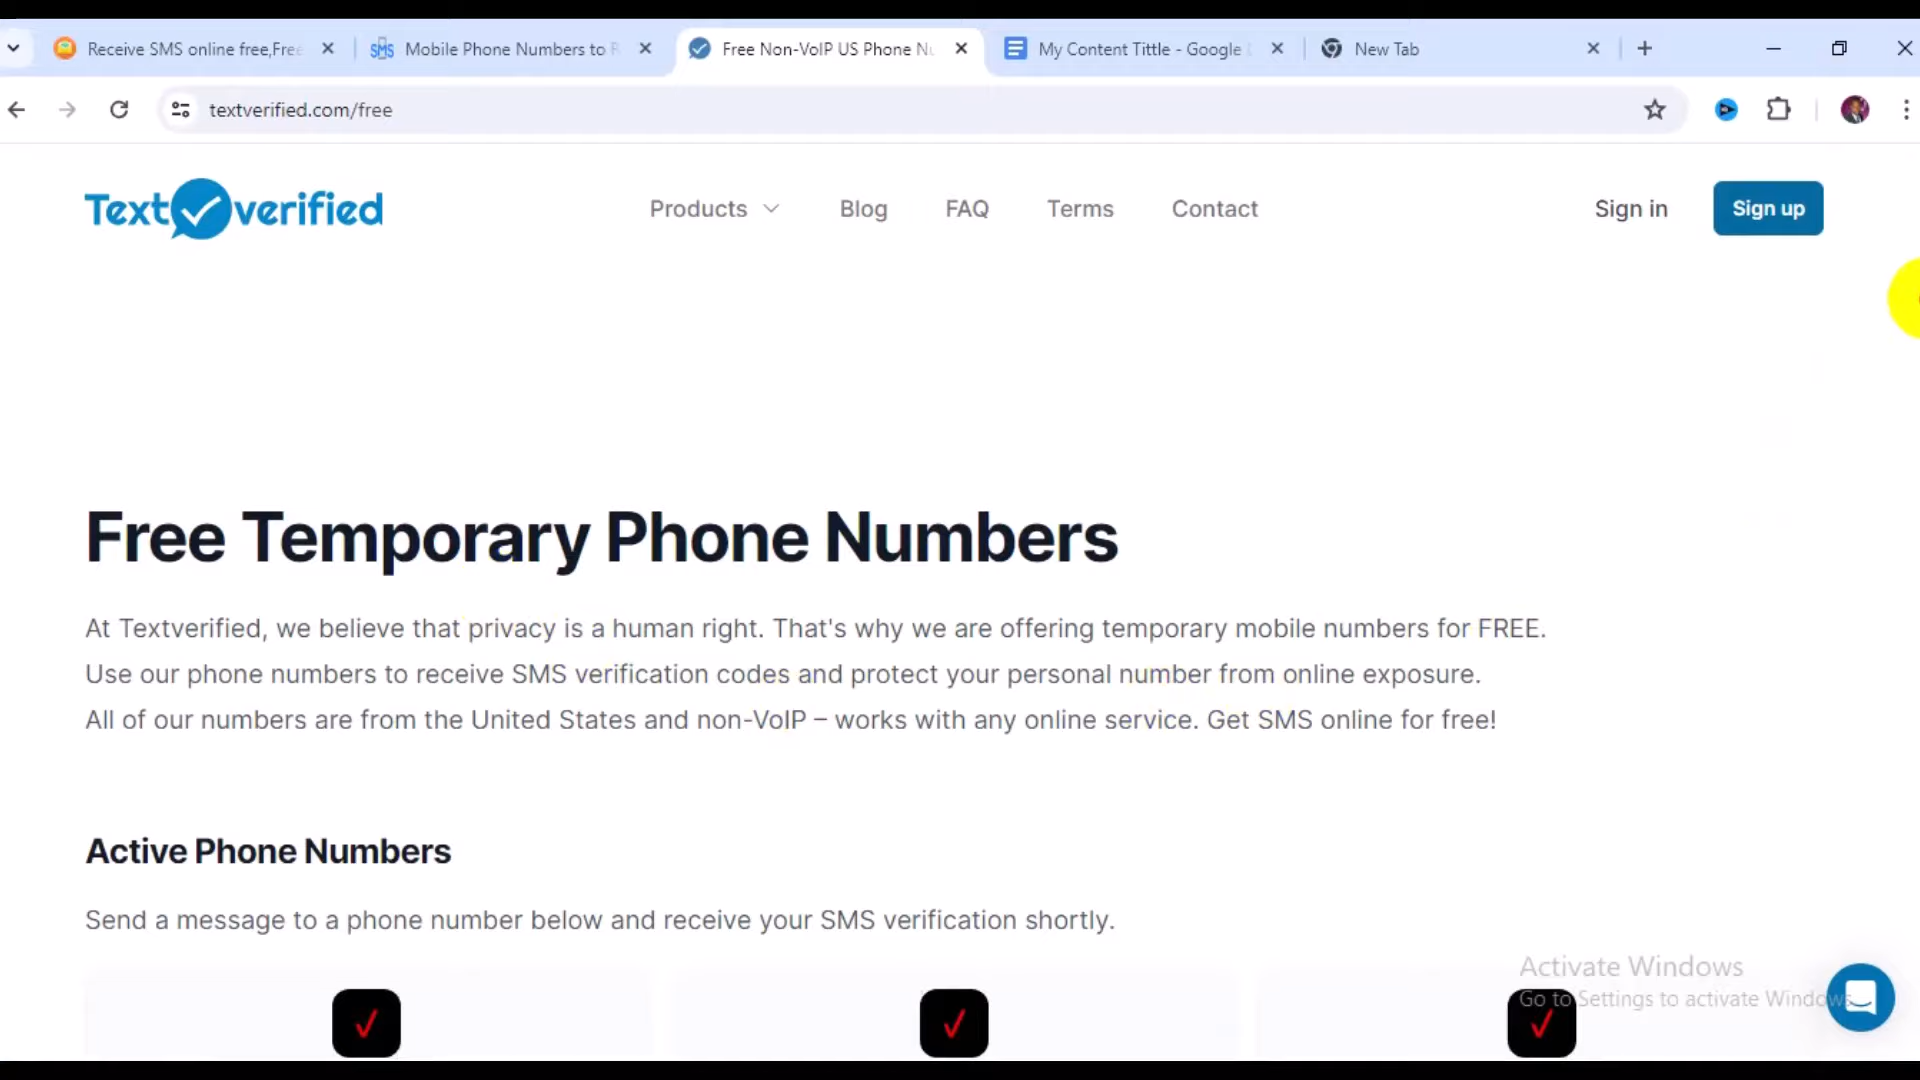 Receive SMS online free,Free
SMS Mobile Phone Numbers to R
Free Non-VoIP US Phone Nu
My Content Tittle - Google
New Tab
textverified.com/free
Text verified
Products
Blog
FAQ
Terms
Contact
Sign in
Sign up
Free Temporary Phone Numbers
At Textverified, we believe that privacy is a human right. That's why we are offering temporary mobile numbers for FREE.
Use our phone numbers to receive SMS verification codes and protect your personal number from online exposure.
All of our numbers are from the United States and non-VoIP – works with any online service. Get SMS online for free!
Active Phone Numbers
Send a message to a phone number below and receive your SMS verification shortly.
Activate Windows
Go to Settings to activate Windows